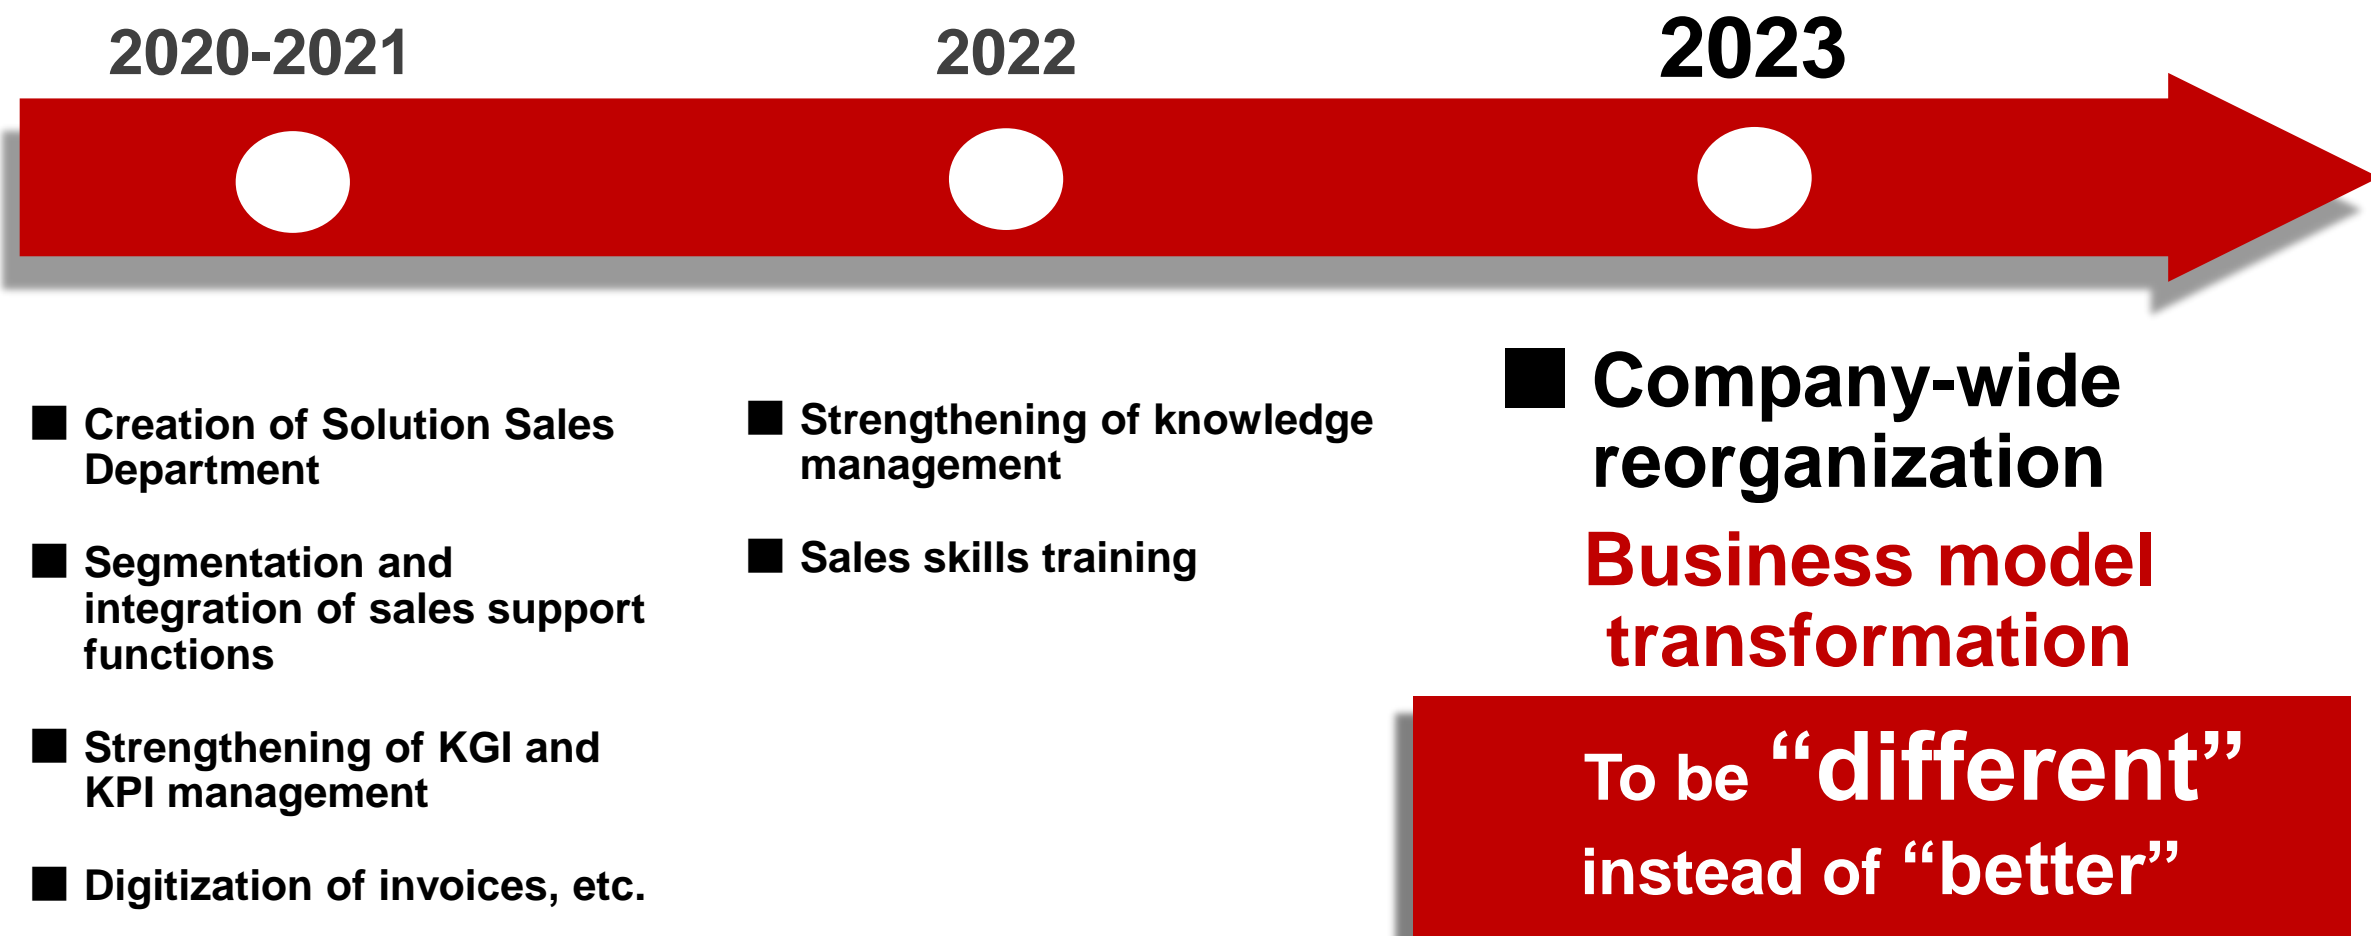 2020-2021
2022
2023
■ Creation of Solution Sales
Department
■ Segmentation and
integration of sales support
functions
■ Strengthening of KGI and
KPI management
■ Digitization of invoices, etc.
■ Strengthening of knowledge
management
■ Sales skills training
■ Company-wide
reorganization
Business model
transformation
To be “different”
instead of “better”